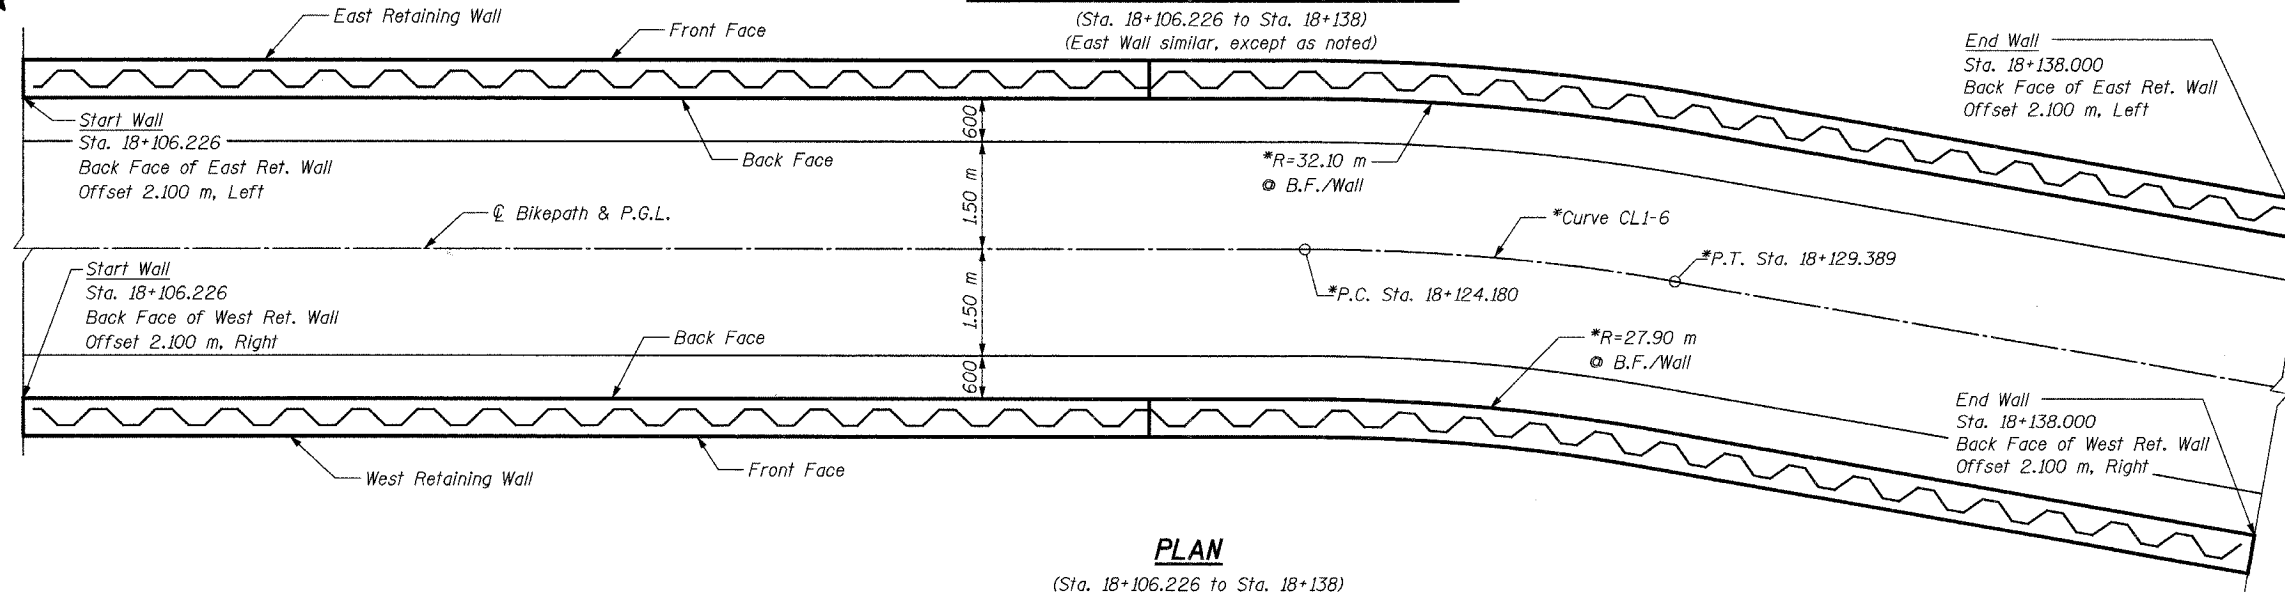 (Sta. 18+106.226 to Sta. 18+138)
(East Wall similar, except as noted)
East Retaining Wall
Front Face
End Wall
Sta. 18+138.000
Back Face of East Ret. Wall
Offset 2.100 m, Left
Start Wall
Sta. 18+106.226
Back Face of East Ret. Wall
Offset 2.100 m, Left
Back Face
600
1.50 m
*R=32.10 m
@ B.F./Wall
℄ Bikepath & P.G.L.
*Curve CL1-6
*P.T. Sta. 18+129.389
*P.C. Sta. 18+124.180
Start Wall
Sta. 18+106.226
Back Face of West Ret. Wall
Offset 2.100 m, Right
1.50 m
600
Back Face
*R=27.90 m
@ B.F./Wall
End Wall
Sta. 18+138.000
Back Face of West Ret. Wall
Offset 2.100 m, Right
West Retaining Wall
Front Face
PLAN
(Sta. 18+106.226 to Sta. 18+138)